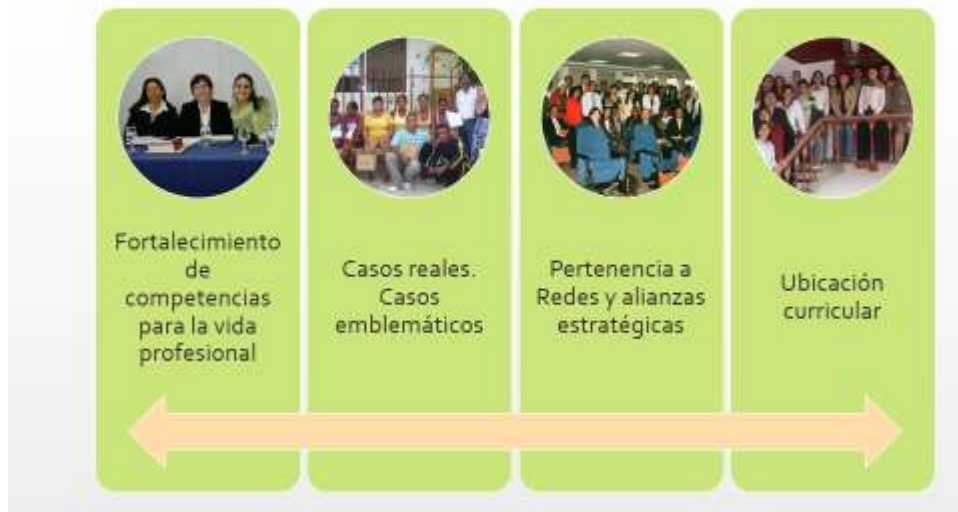 Fortalecimiento
de
competencias
para la vida
profesional
Casos reales.
Casos
emblemáticos
Pertenencia a
Redes y alianzas
estratégicas
Ubicación
curricular